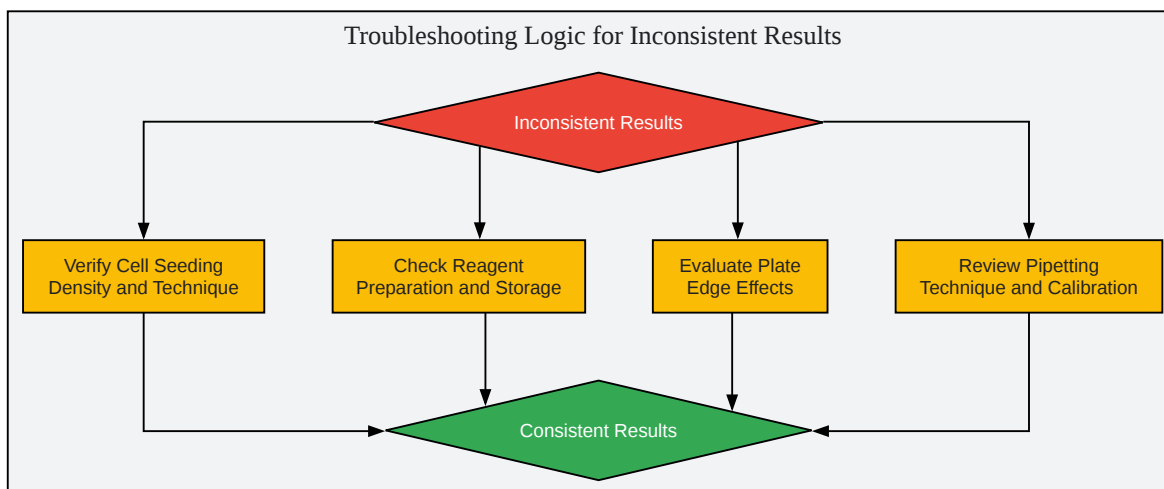 Troubleshooting Logic for Inconsistent Results
Inconsistent Results
Verify Cell Seeding
Density and Technique
Check Reagent
Preparation and Storage
Evaluate Plate
Edge Effects
Review Pipetting
Technique and Calibration
Consistent Results